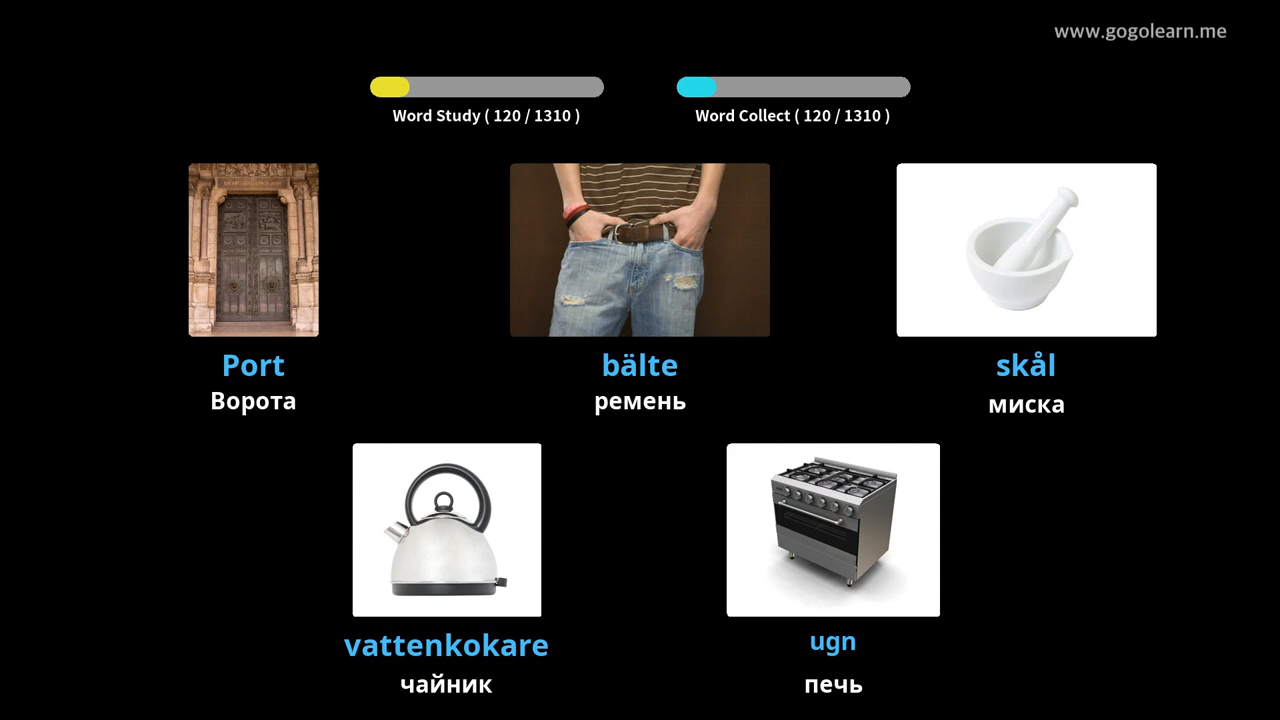 www.gogolearn.me
Word Study ( 120 / 1310 )
Word Collect ( 120 / 1310 )
Port
Ворота
bälte
ремень
skål
миска
vattenkokare
чайник
ugn
печь